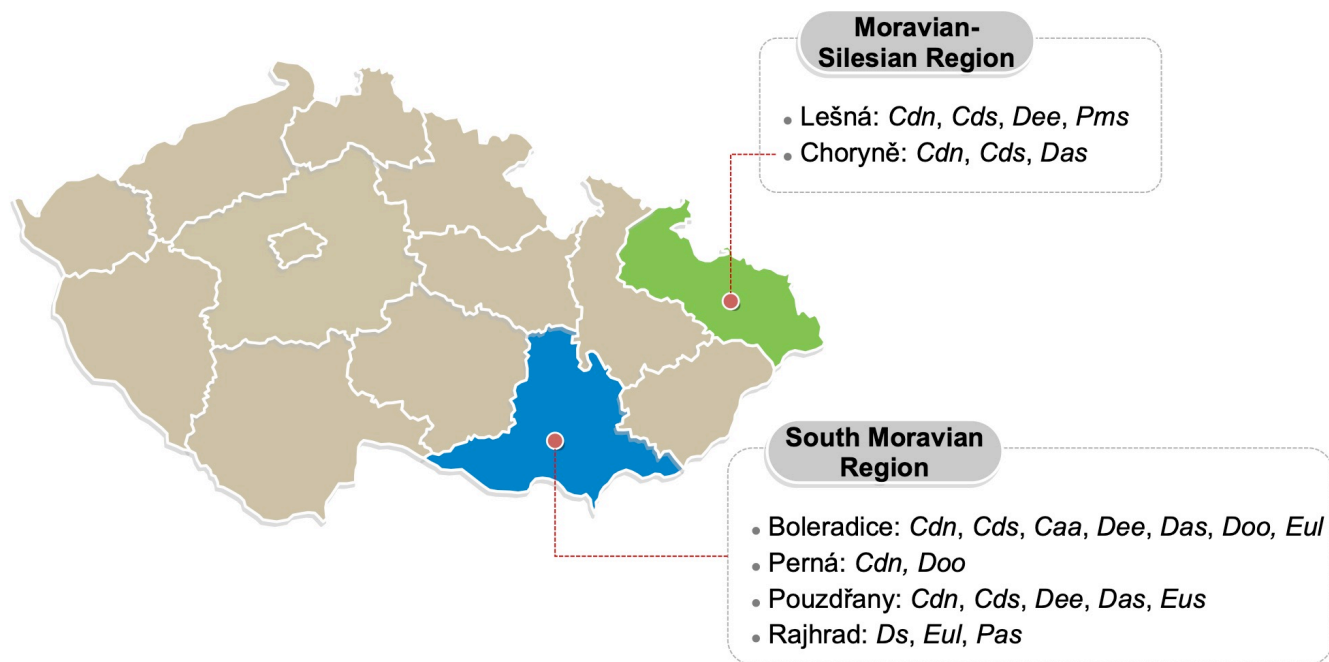 Moravian-
Silesian Region
• Lešná: Cdn, Cds, Dee, Pms
• Choryně: Cdn, Cds, Das
South Moravian
Region
• Boleradice: Cdn, Cds, Caa, Dee, Das, Doo, Eul
• Perná: Cdn, Doo
• Pouzdřany: Cdn, Cds, Dee, Das, Eus
• Rajhrad: Ds, Eul, Pas